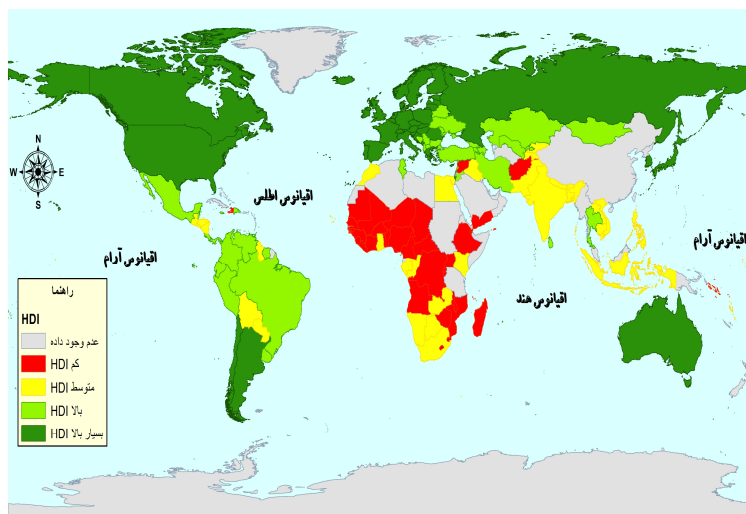 N
W E
S
اقیانوس اطلس
اقیانوس آرام
اقیانوس آرام
اقیانوس هند
راهنما
HDI
عدم وجود داده
کم HDI
متوسط HDI
بالا HDI
بسیار بالا HDI